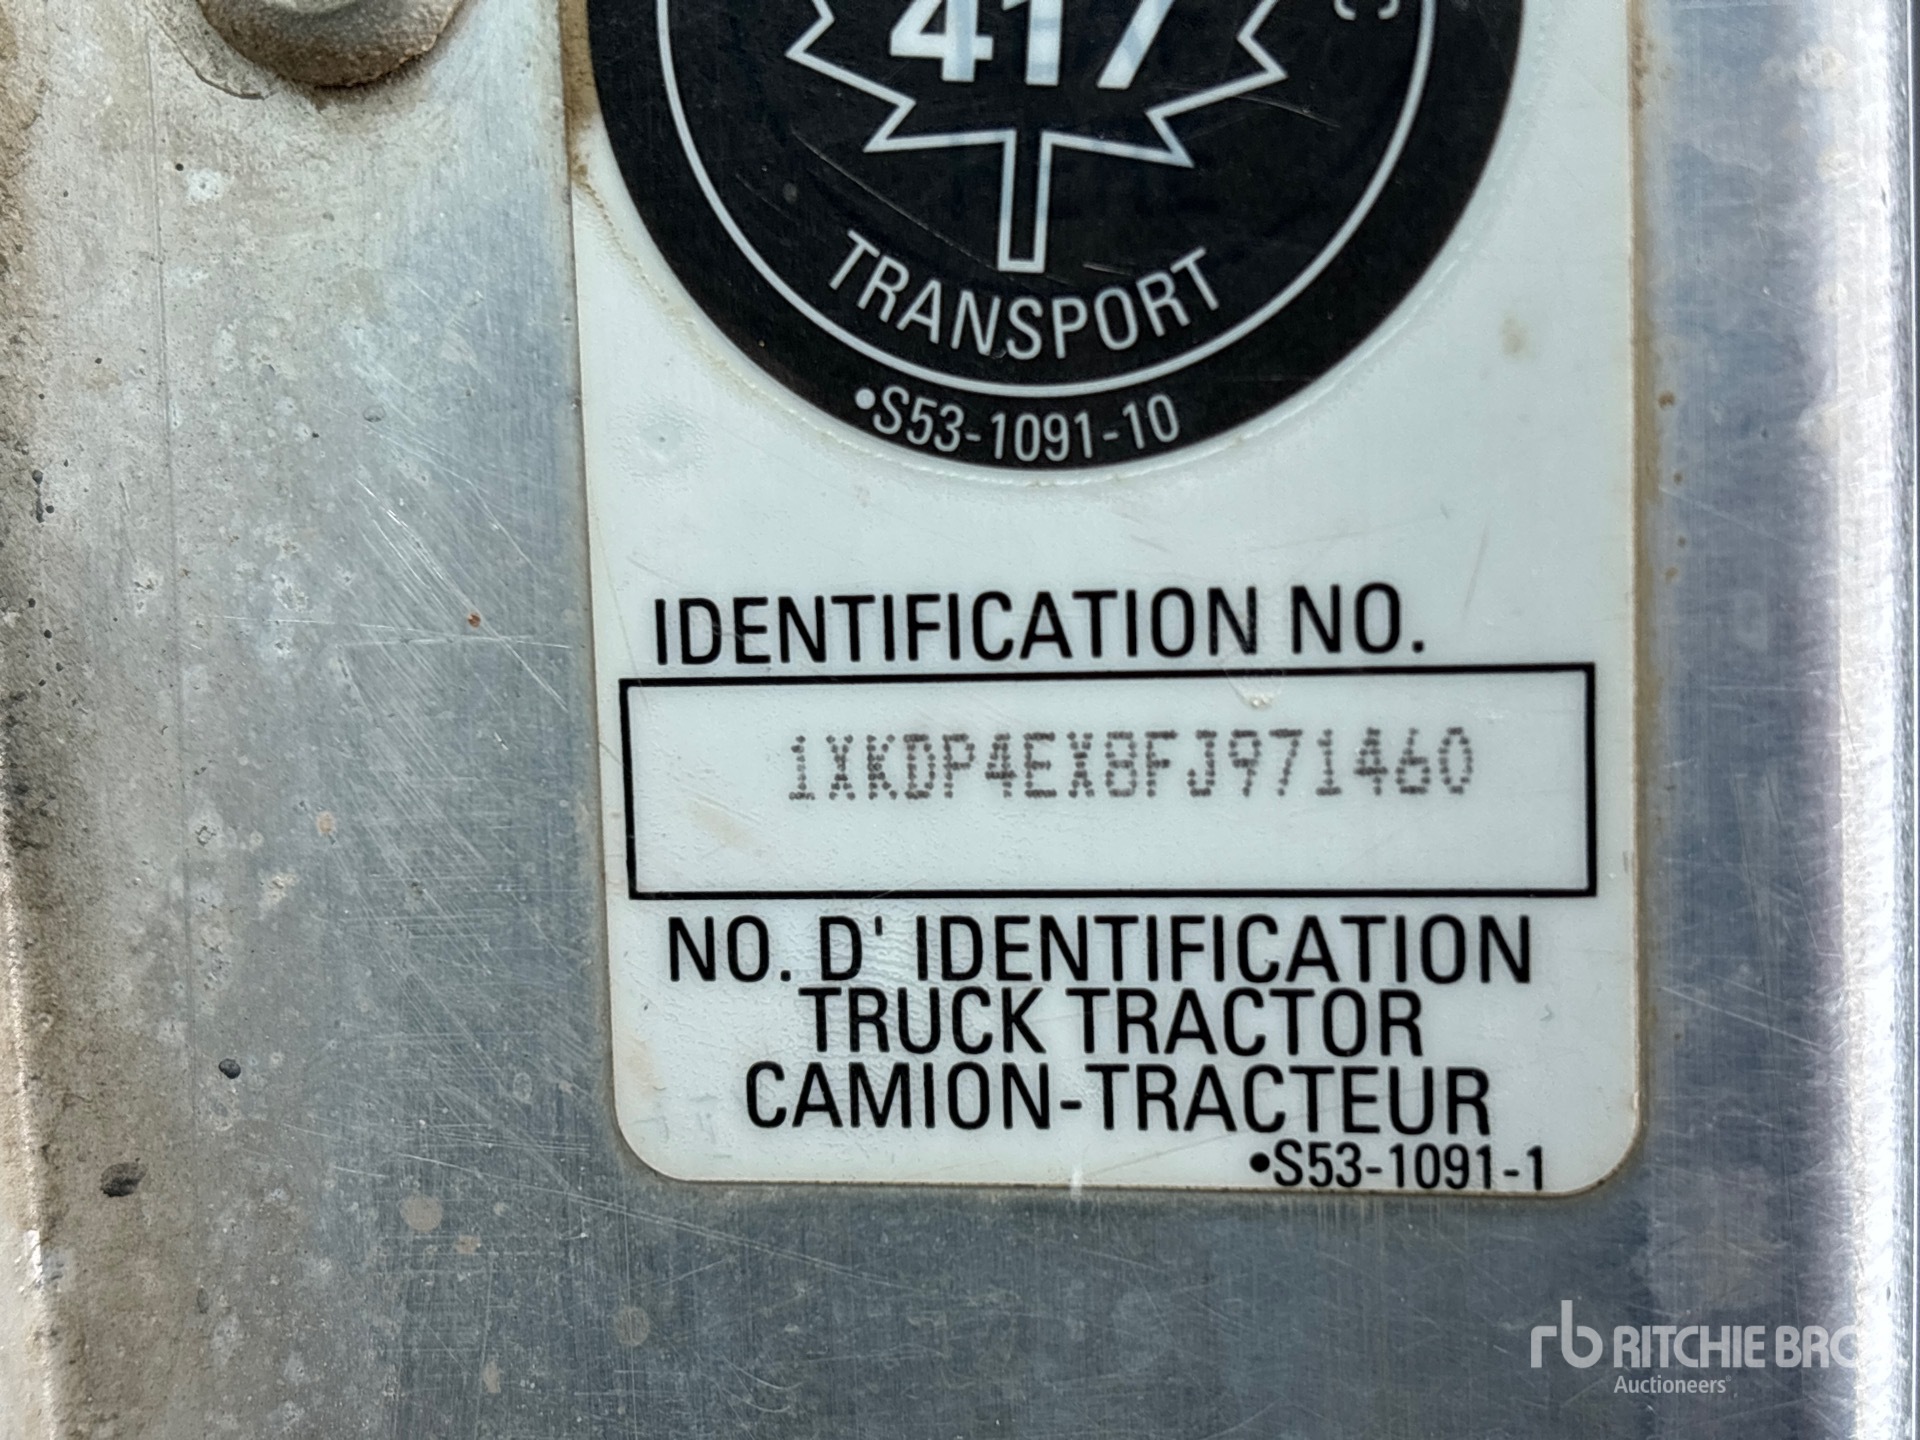 417
C
TRANSPORT
•S53-1091-10
IDENTIFICATION NO.
1XKDP4EX8FJ971460
NO. D' IDENTIFICATION
TRUCK TRACTOR
CAMION-TRACTEUR
•S53-1091-1
rb RITCHIE BRO
Auctioneers